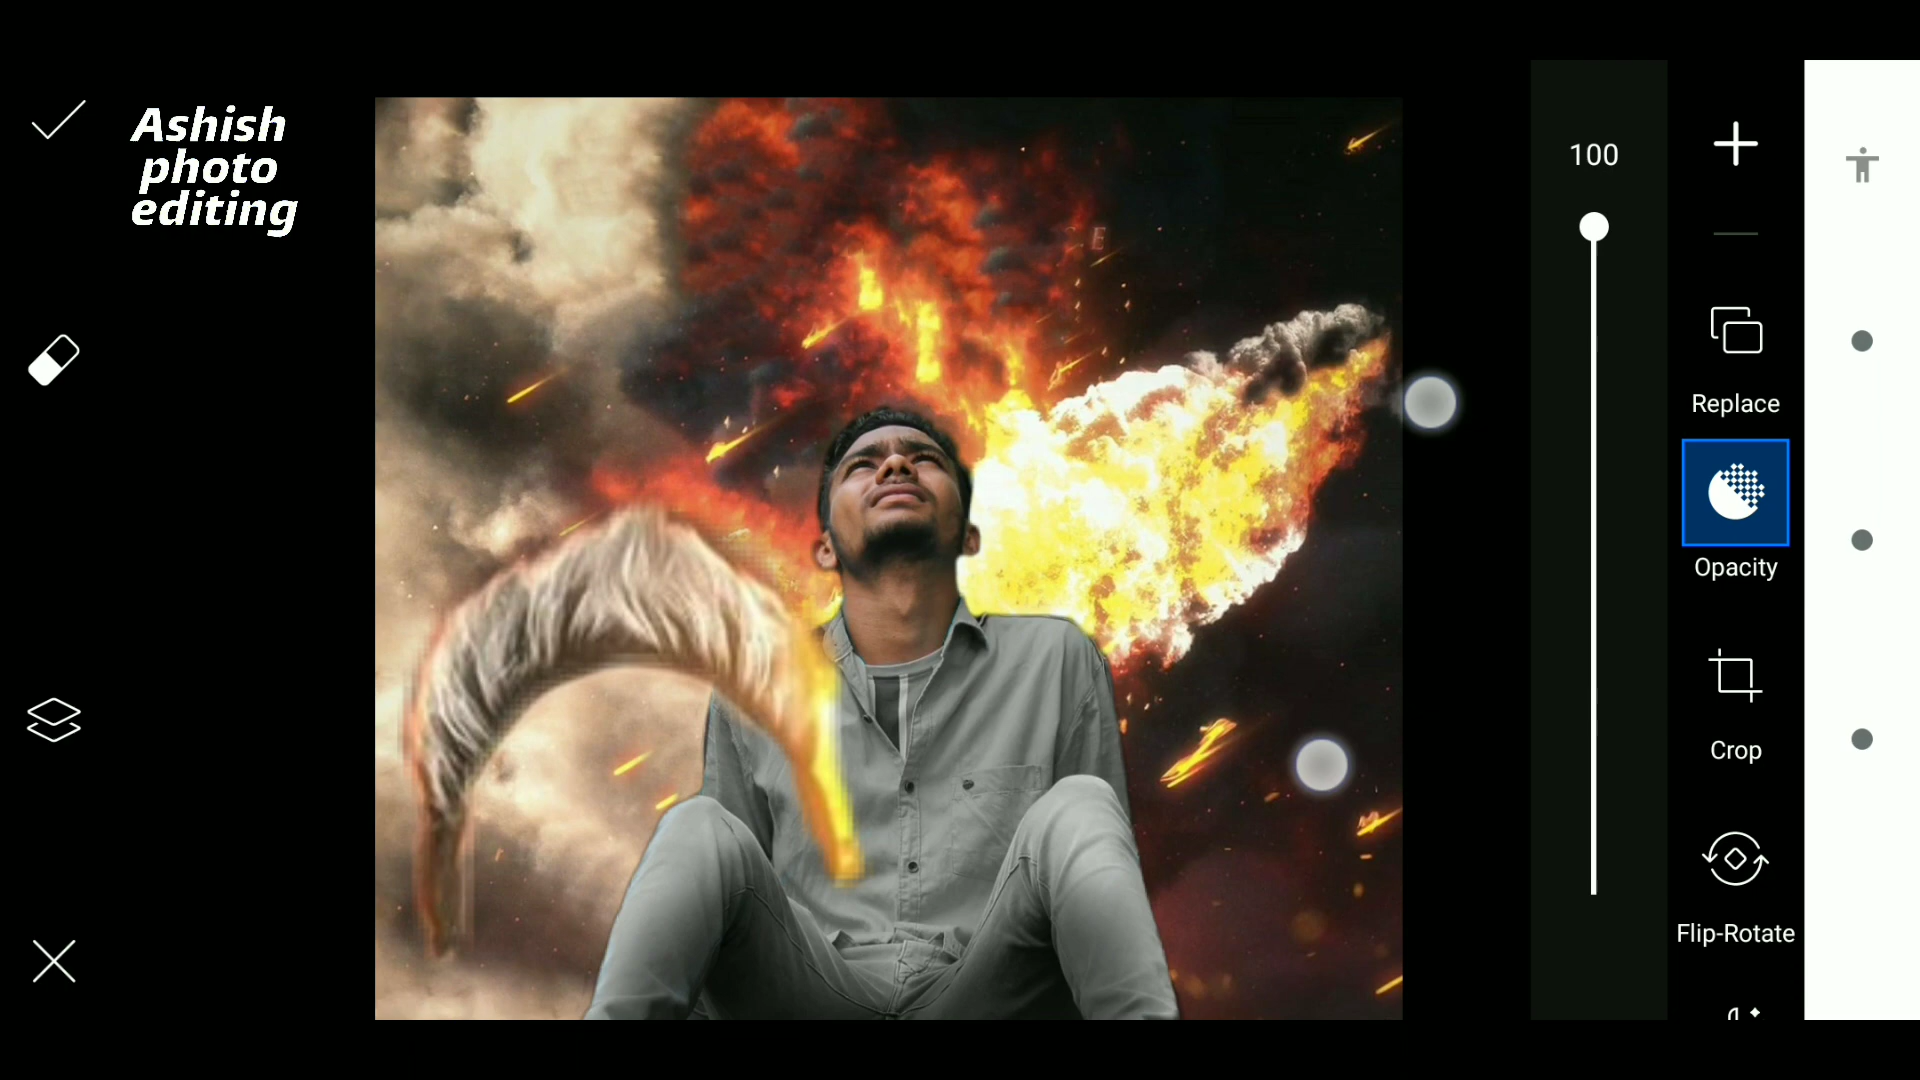 Ashish
photo
editing
E
100
Replace
Opacity
Crop
Flip-Rotate